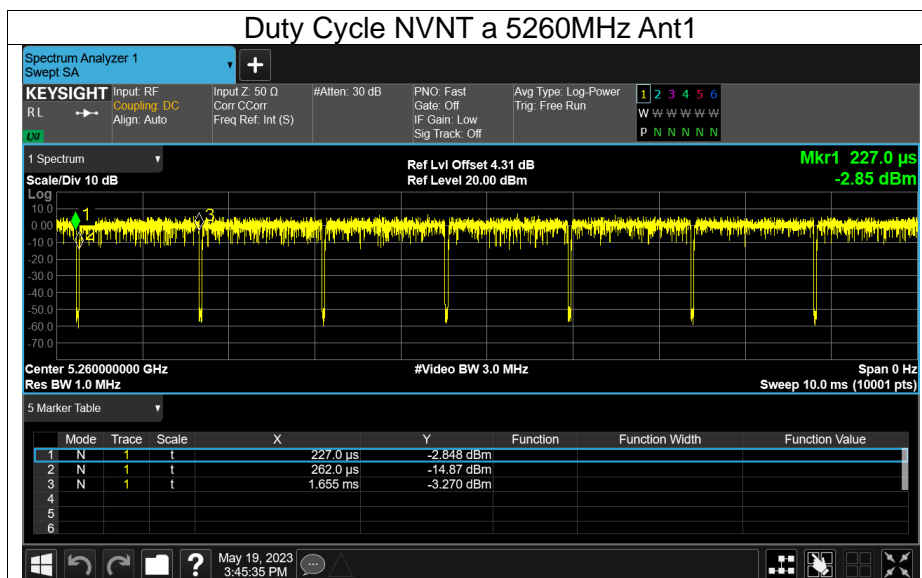 Duty Cycle NVNT a 5260MHz Ant1
Spectrum Analyzer 1
Swept SA
+
KEYSIGHT Input: RF Input Z: 50 Ω #Atten: 30 dB PNO: Fast Avg Type: Log-Power 1 2 3 4 5 6
R L Coupling: DC Corr CCorr Gate: Off Trig: Free Run W W W W W W
Align: Auto Freq Ref: Int (S) IF Gain: Low
LXI Sig Track: Off P N N N N N
1 Spectrum
Ref Lvl Offset 4.31 dB Mkr1 227.0 µs
Scale/Div 10 dB Ref Level 20.00 dBm -2.85 dBm
Log
10.0
0.00
-10.0
-20.0
-30.0
-40.0
-50.0
-60.0
-70.0
1
2
3
Center 5.260000000 GHz #Video BW 3.0 MHz Span 0 Hz
Res BW 1.0 MHz Sweep 10.0 ms (10001 pts)
5 Marker Table
Mode Trace Scale X Y Function Function Width Function Value
1 N 1 t 227.0 µs -2.848 dBm
2 N 1 t 262.0 µs -14.87 dBm
3 N 1 t 1.655 ms -3.270 dBm
4
5
6
? May 19, 2023
3:45:35 PM